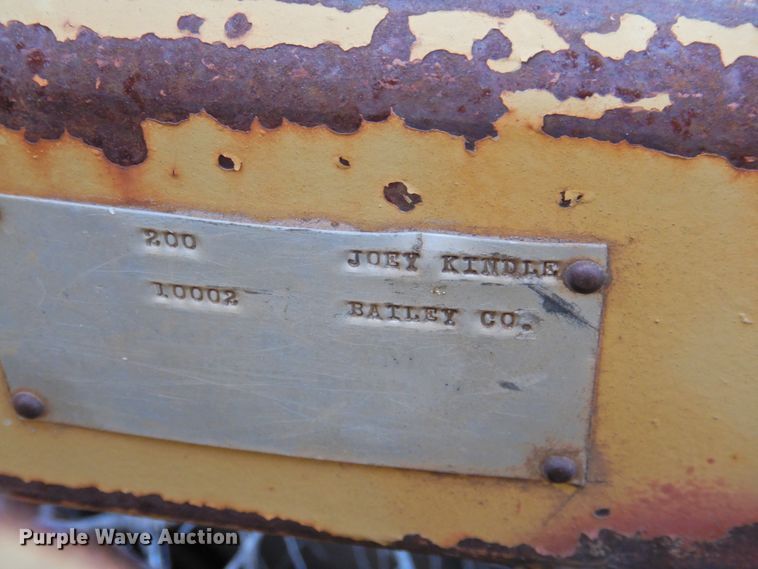 200 JOEY KINDLE
10002 BAILEY CO.
Purple Wave Auction